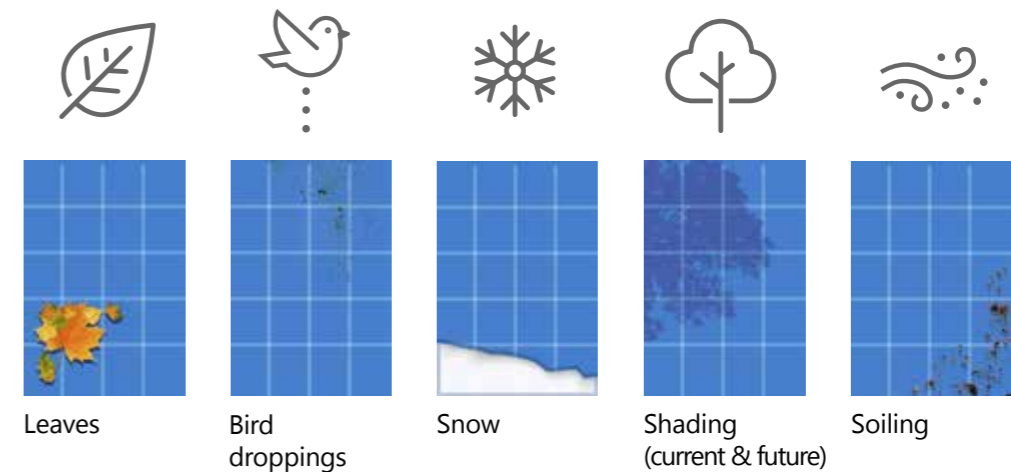 Leaves
Bird
droppings
Snow
Shading
(current & future)
Soiling